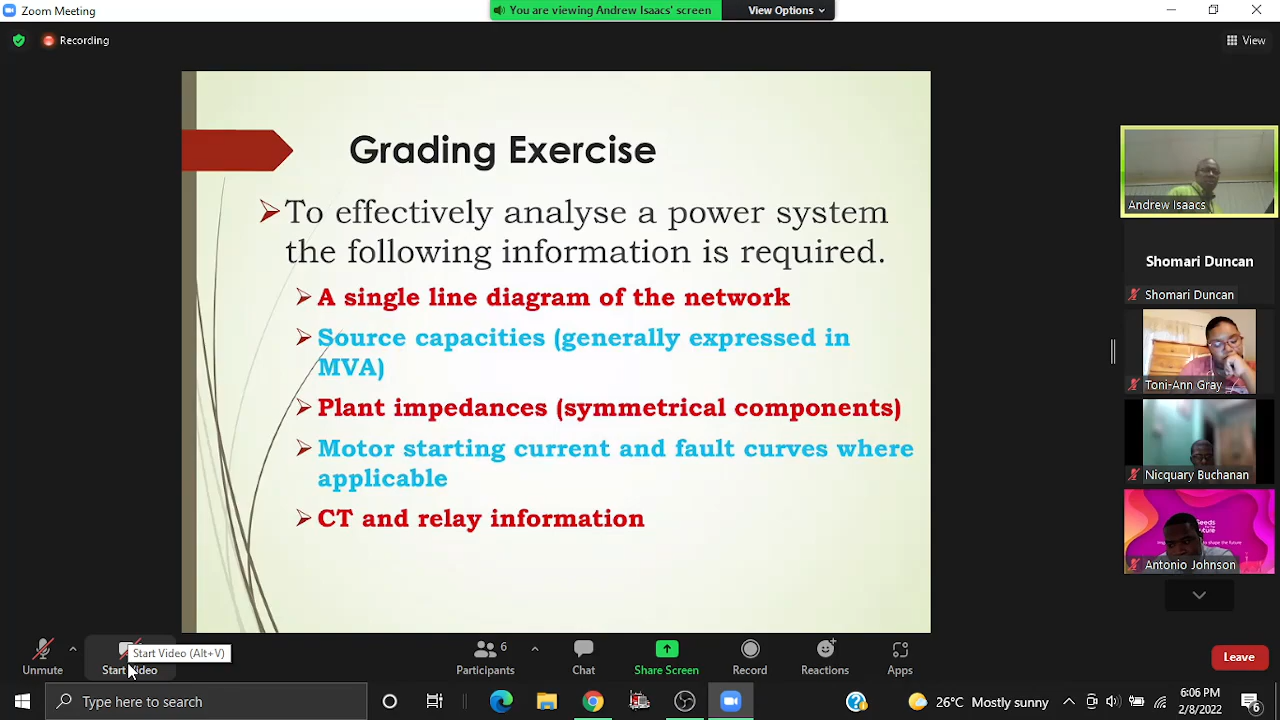 Zoom Meeting
You are viewing Andrew Isaacs' screen
View Options
Recording
View
Grading Exercise
To effectively analyse a power system
the following information is required.
A single line diagram of the network
Source capacities (generally expressed in
MVA)
Plant impedances (symmetrical components)
Motor starting current and fault curves where
applicable
CT and relay information
Andrew Isaacs
Shomari Duncan
Shomari Duncan
Toni-Ann Gray
Nicquary Buchanan
Antonio Johnson
Start Video (Alt+V)
Unmute
Start Video
6
Participants
Chat
Share Screen
Record
Reactions
Apps
Leave
Type here to search
26°C Mostly sunny
6:06 PM
2/8/2022
6